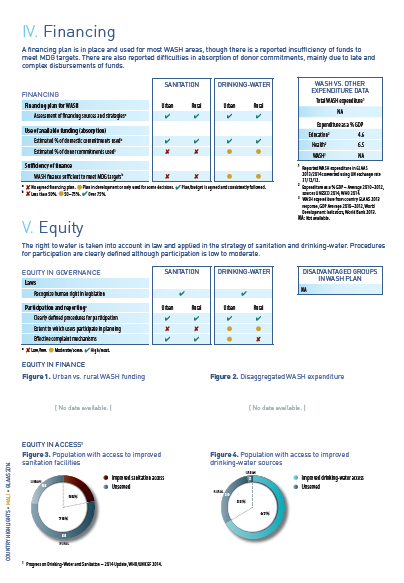 IV. Financing
A financing plan is in place and used for most WASH areas, though there is a reported insufficiency of funds to
meet MDG targets. There are also reported difficulties in absorption of donor commitments, mainly due to late and
complex disbursements of funds.
SANITATION DRINKING-WATER
FINANCING
Financing plan for WASH Urban Rural Urban Rural
Assessment of financing sources and strategies ✔ ✔ ✔ ✔
Use of available funding (absorption)
Estimated % of domestic commitments used ✔ ✔ ✔ ✔
Estimated % of donor commitments used ✘ ✘ ● ●
Sufficiency of finance
WASH finance sufficient to meet MDG targets ✘ ✘ ● ●
✘ No agreed financing plan. ● Plan in development or only used for some decisions. ✔ Plan/budget is agreed and consistently followed.
✘ Less than 50%. ● 50–75%. ✔ Over 75%.
WASH VS. OTHER
EXPENDITURE DATA
Total WASH expenditure¹
NA
Expenditure as a % GDP
Education² 4.6
Health³ 6.5
WASH¹ NA
¹ Reported WASH expenditure in GLAAS
2013/2014 converted using UN exchange rate
31/12/12.
² Expenditure as a % GDP – Average 2010–2012,
sources UNESCO 2014, WHO 2014.
³ WASH expenditure from country GLAAS 2013
response, GDP Average 2010–2012, World
Development Indicators, World Bank 2013.
NA: Not available.
V. Equity
The right to water is taken into account in law and applied in the strategy of sanitation and drinking-water. Procedures
for participation are clearly defined although participation is low to moderate.
EQUITY IN GOVERNANCE SANITATION DRINKING-WATER
Laws
Recognize human right in legislation ✔ ✔
Participation and reporting Urban Rural Urban Rural
Clearly defined procedures for participation ✔ ✔ ✔ ✔
Extent to which users participate in planning ✘ ✘ ● ●
Effective complaint mechanisms ✔ ✔ ● ✘
✘ Low/few. ● Moderate/some. ✔ High/most.
DISADVANTAGED GROUPS
IN WASH PLAN
NA
EQUITY IN FINANCE
Figure 1. Urban vs. rural WASH funding
[ No data available. ]
Figure 2. Disaggregated WASH expenditure
[ No data available. ]
EQUITY IN ACCESS¹
Figure 3. Population with access to improved
sanitation facilities
Improved sanitation access
Unserved
URBAN
RURAL
78%
Figure 4. Population with access to improved
drinking-water sources
Improved drinking-water access
Unserved
URBAN
RURAL
33%
67%
¹ Progress on Drinking-Water and Sanitation – 2014 Update, WHO/UNICEF 2014.
COUNTRY HIGHLIGHTS • MALI • GLAAS 2014